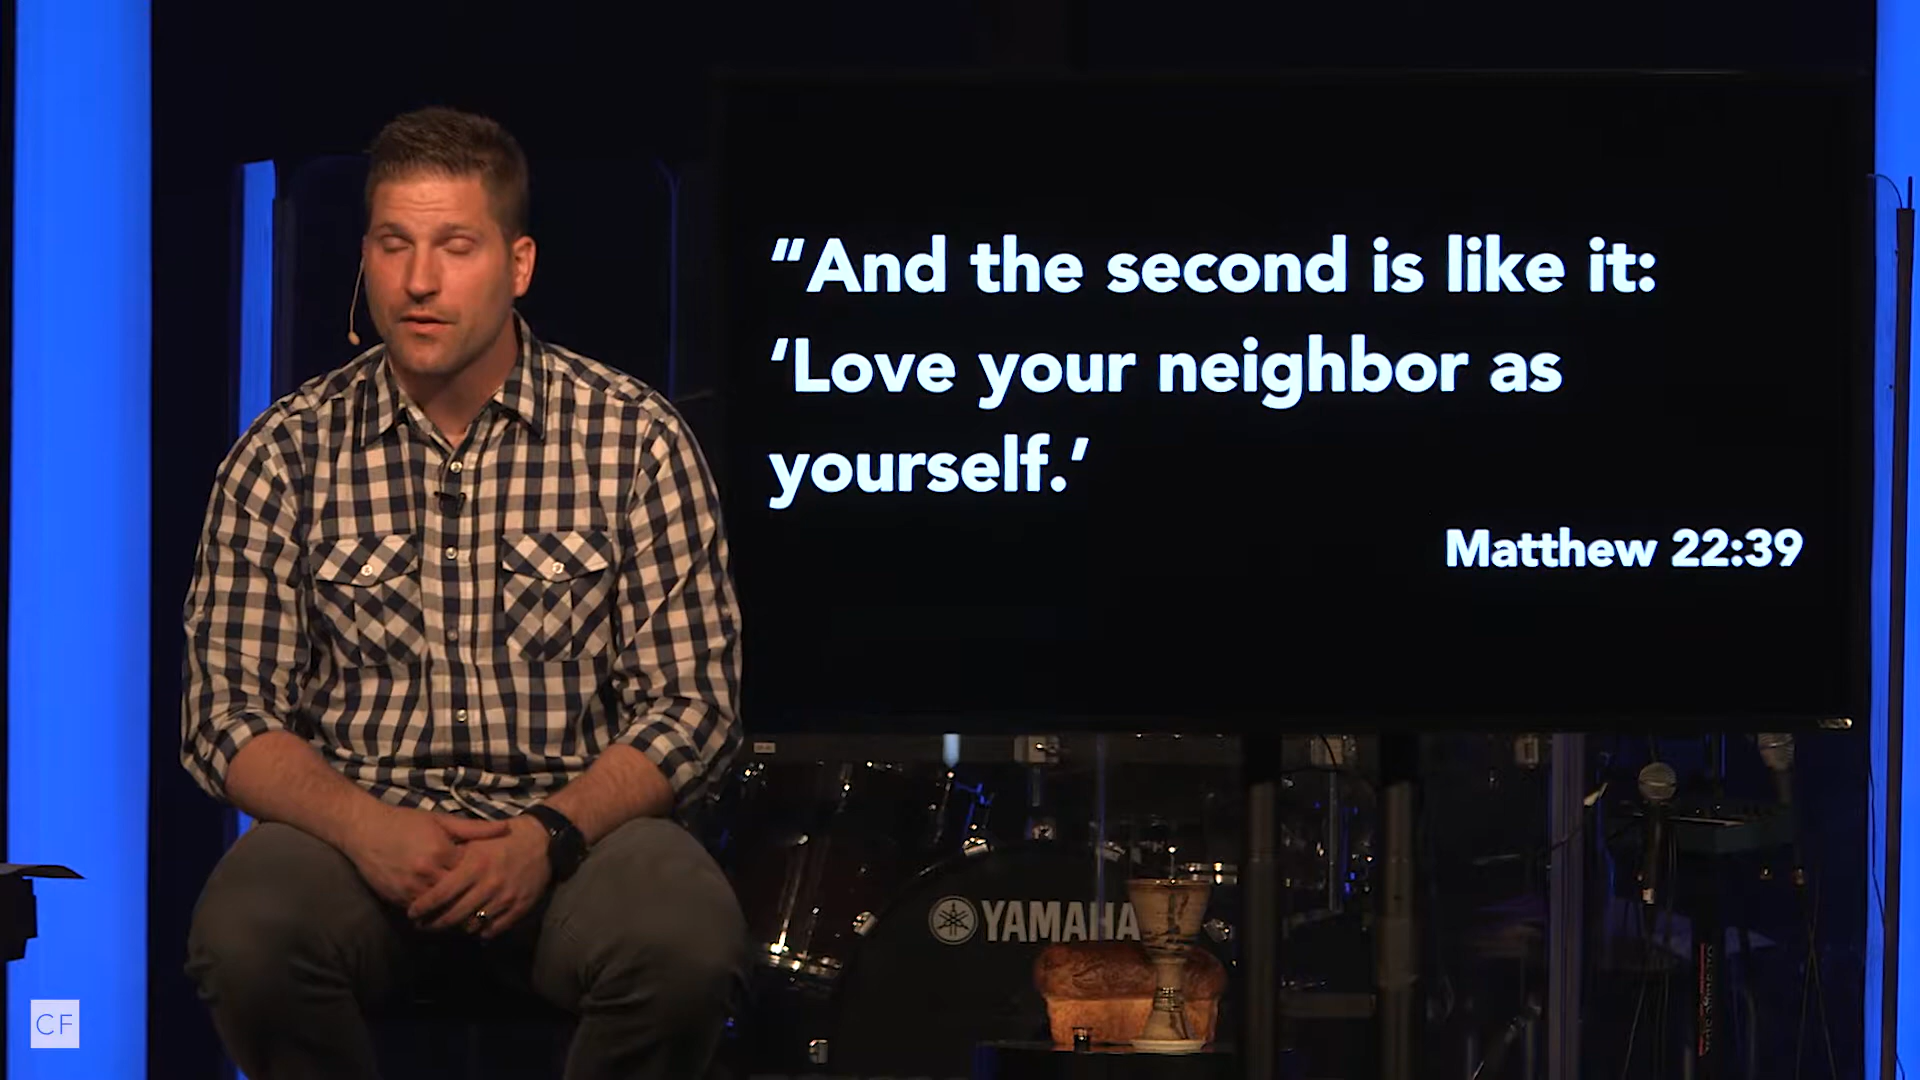 “And the second is like it:
‘Love your neighbor as
yourself.’
Matthew 22:39
YAMAHA
CF